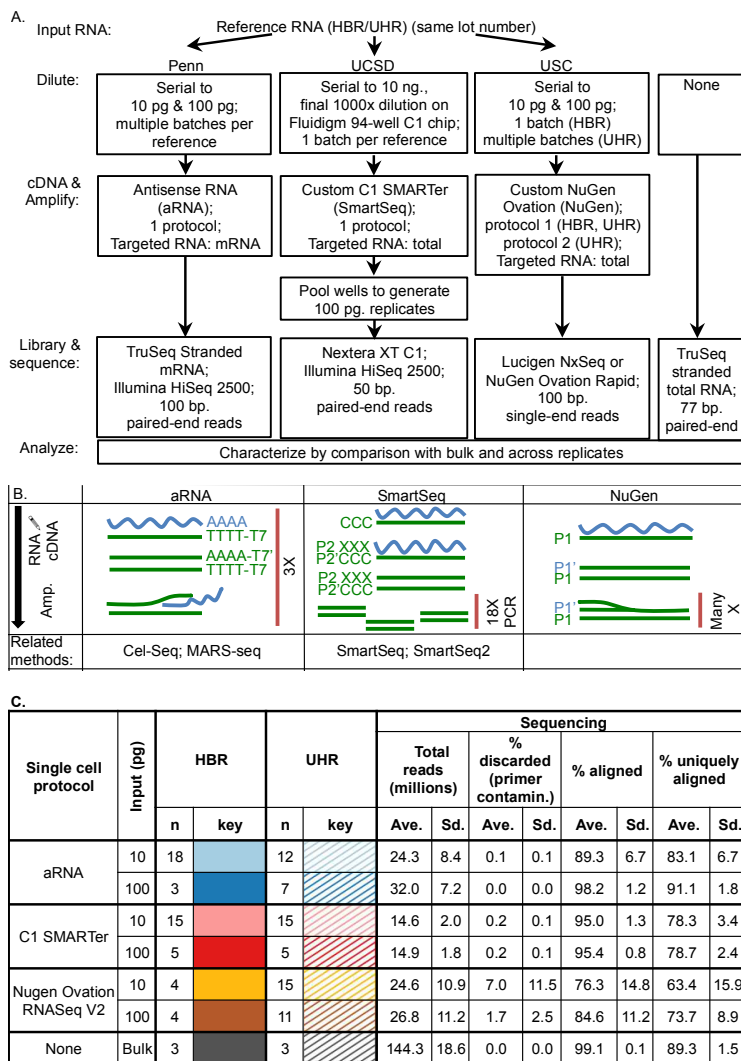 A.
Input RNA:
Reference RNA (HBR/UHR) (same lot number)
Penn
UCSD
USC
Dilute:
Serial to
10 pg & 100 pg;
multiple batches per
reference
Serial to 10 ng.,
final 1000x dilution on
Fluidigm 94-well C1 chip;
1 batch per reference
Serial to
10 pg & 100 pg;
1 batch (HBR)
multiple batches (UHR)
None
cDNA &
Amplify:
Antisense RNA
(aRNA);
1 protocol;
Targeted RNA: mRNA
Custom C1 SMARTer
(SmartSeq);
1 protocol;
Targeted RNA: total
Custom NuGen
Ovation (NuGen);
protocol 1 (HBR, UHR)
protocol 2 (UHR);
Targeted RNA: total
Pool wells to generate
100 pg. replicates
Library &
sequence:
TruSeq Stranded
mRNA;
Illumina HiSeq 2500;
100 bp.
paired-end reads
Nextera XT C1;
Illumina HiSeq 2500;
50 bp.
paired-end reads
Lucigen NxSeq or
NuGen Ovation Rapid;
100 bp.
single-end reads
TruSeq
stranded
total RNA;
77 bp.
paired-end
Analyze:
Characterize by comparison with bulk and across replicates
B.
aRNA
SmartSeq
NuGen
RNA
cDNA
Amp.
AAAA
TTTT-T7
AAAA-T7'
TTTT-T7
3X
CCC
P2 XXX
P2'CCC
P2 XXX
P2'CCC
18X
PCR
P1
P1'
P1
P1'
P1
Many
X
Related
methods:
Cel-Seq; MARS-seq
SmartSeq; SmartSeq2
C.
Single cell
protocol
Input (pg)
HBR
UHR
Sequencing
Total
reads
(millions)
%
discarded
(primer
contamin.)
% aligned
% uniquely
aligned
n key n key Ave. Sd. Ave. Sd. Ave. Sd. Ave. Sd.
aRNA
10 18 12 24.3 8.4 0.1 0.1 89.3 6.7 83.1 6.7
100 3 7 32.0 7.2 0.0 0.0 98.2 1.2 91.1 1.8
C1 SMARTer
10 15 15 14.6 2.0 0.2 0.1 95.0 1.3 78.3 3.4
100 5 5 14.9 1.8 0.2 0.1 95.4 0.8 78.7 2.4
Nugen Ovation
RNASeq V2
10 4 15 24.6 10.9 7.0 11.5 76.3 14.8 63.4 15.9
100 4 11 26.8 11.2 1.7 2.5 84.6 11.2 73.7 8.9
None Bulk 3 3 144.3 18.6 0.0 0.0 99.1 0.1 89.3 1.5